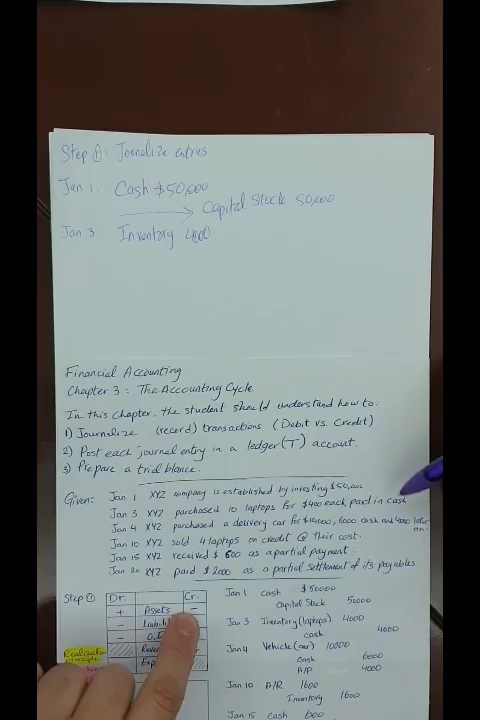 Step ①: Journalize entries
Jan 1. Cash $50,000
Capital Stock 50,000
Jan 3 Inventory 4000
Financial Accounting
Chapter 3: The Accounting Cycle
In this chapter, the student should understand how to:
1) Journalize (record) transactions (Debit vs. Credit)
2) Post each journal entry in a ledger (T) account.
3) Prepare a trial blance.
Given: Jan 1 XYZ company is established by investing $50,000
Jan 3 XYZ purchased 10 laptops for $400 each, paid in cash
Jan 4 XYZ purchased a delivery car for $10000, 6000 cash and 4000 later on.
Jan 10 XYZ sold 4 laptops on credit @ their cost.
Jan 15 XYZ received $600 as a partial payment.
Jan 20 XYZ paid $2000 as a partial settlement of its payables
Step ① Dr. Cr.
+ Assets -
- Liabili
- O.E
Reve
Realization
Exp
Jan 1 cash $50000
Capital Stock 50000
Jan 3 Inventory (laptops) 4000
cash 4000
Jan 4 Vehicle (car) 10000
Cash 6000
A/P 4000
Jan 10 A/R 1600
Inventory 1600
Jan 15 cash 600